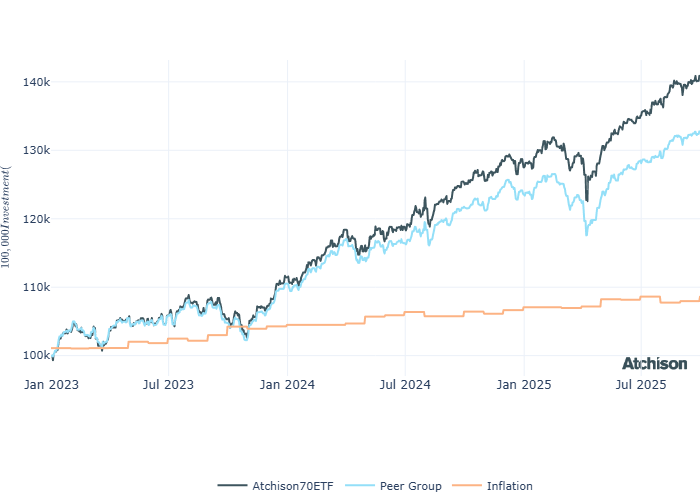 140k
130k
120k
110k
100k
100,000Investment(
Jan 2023
Jul 2023
Jan 2024
Jul 2024
Jan 2025
Jul 2025
Atchison
Atchison70ETF
Peer Group
Inflation